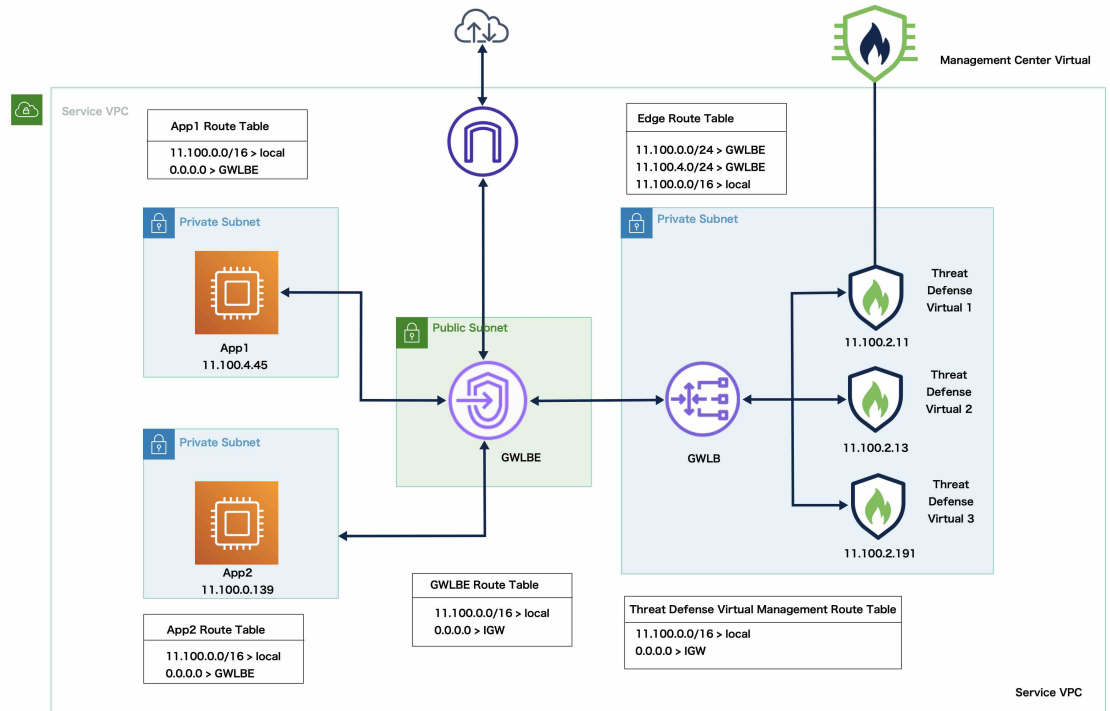 Management Center Virtual
Service VPC
App1 Route Table
11.100.0.0/16 > local
0.0.0.0 > GWLBE
Edge Route Table
11.100.0.0/24 > GWLBE
11.100.4.0/24 > GWLBE
11.100.0.0/16 > local
Private Subnet
App1
11.100.4.45
Private Subnet
Threat
Defense
Virtual 1
11.100.2.11
Public Subnet
GWLBE
GWLB
Threat
Defense
Virtual 2
11.100.2.13
Private Subnet
App2
11.100.0.139
Threat
Defense
Virtual 3
11.100.2.191
GWLBE Route Table
11.100.0.0/16 > local
0.0.0.0 > IGW
Threat Defense Virtual Management Route Table
11.100.0.0/16 > local
0.0.0.0 > IGW
App2 Route Table
11.100.0.0/16 > local
0.0.0.0 > GWLBE
Service VPC